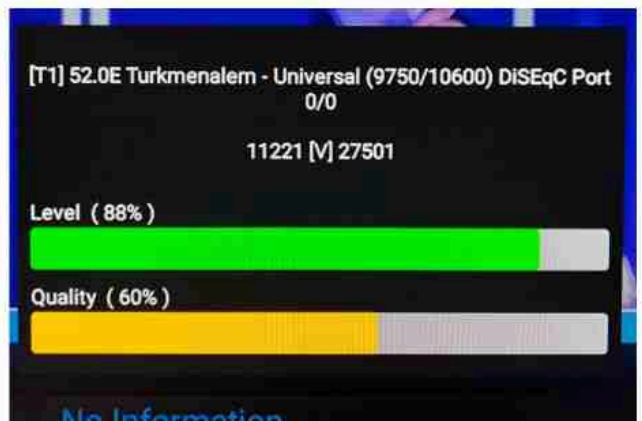 [T1] 52.0E Turkmenalem - Universal (9750/10600) DiSEqC Port
0/0
11221 [V] 27501
Level ( 88% )
Quality ( 60% )
No Information